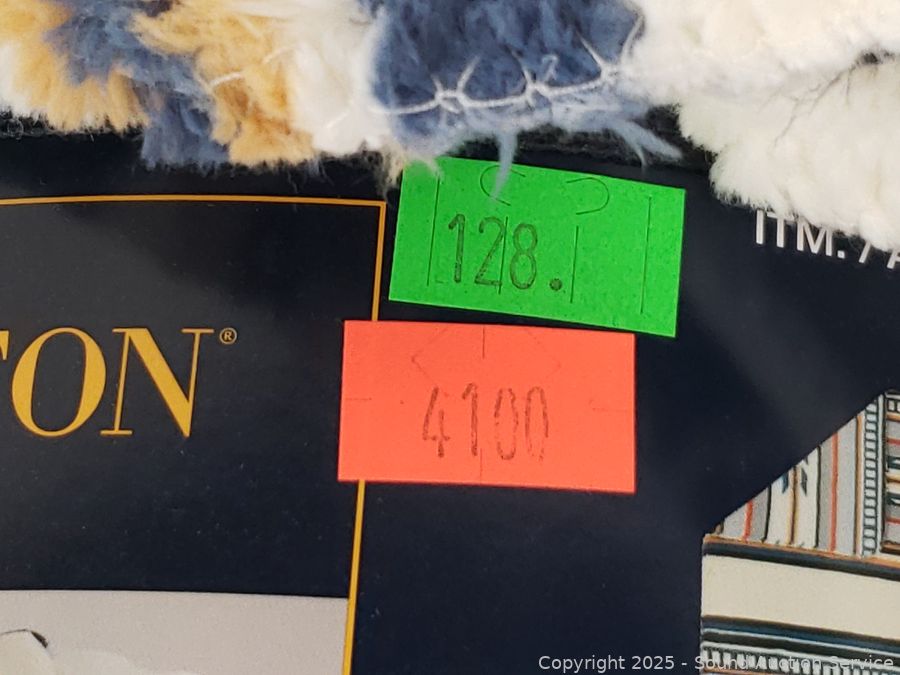 128.
ITM. / A
TON®
4100
Copyright © 2025 - Sound Auction Service